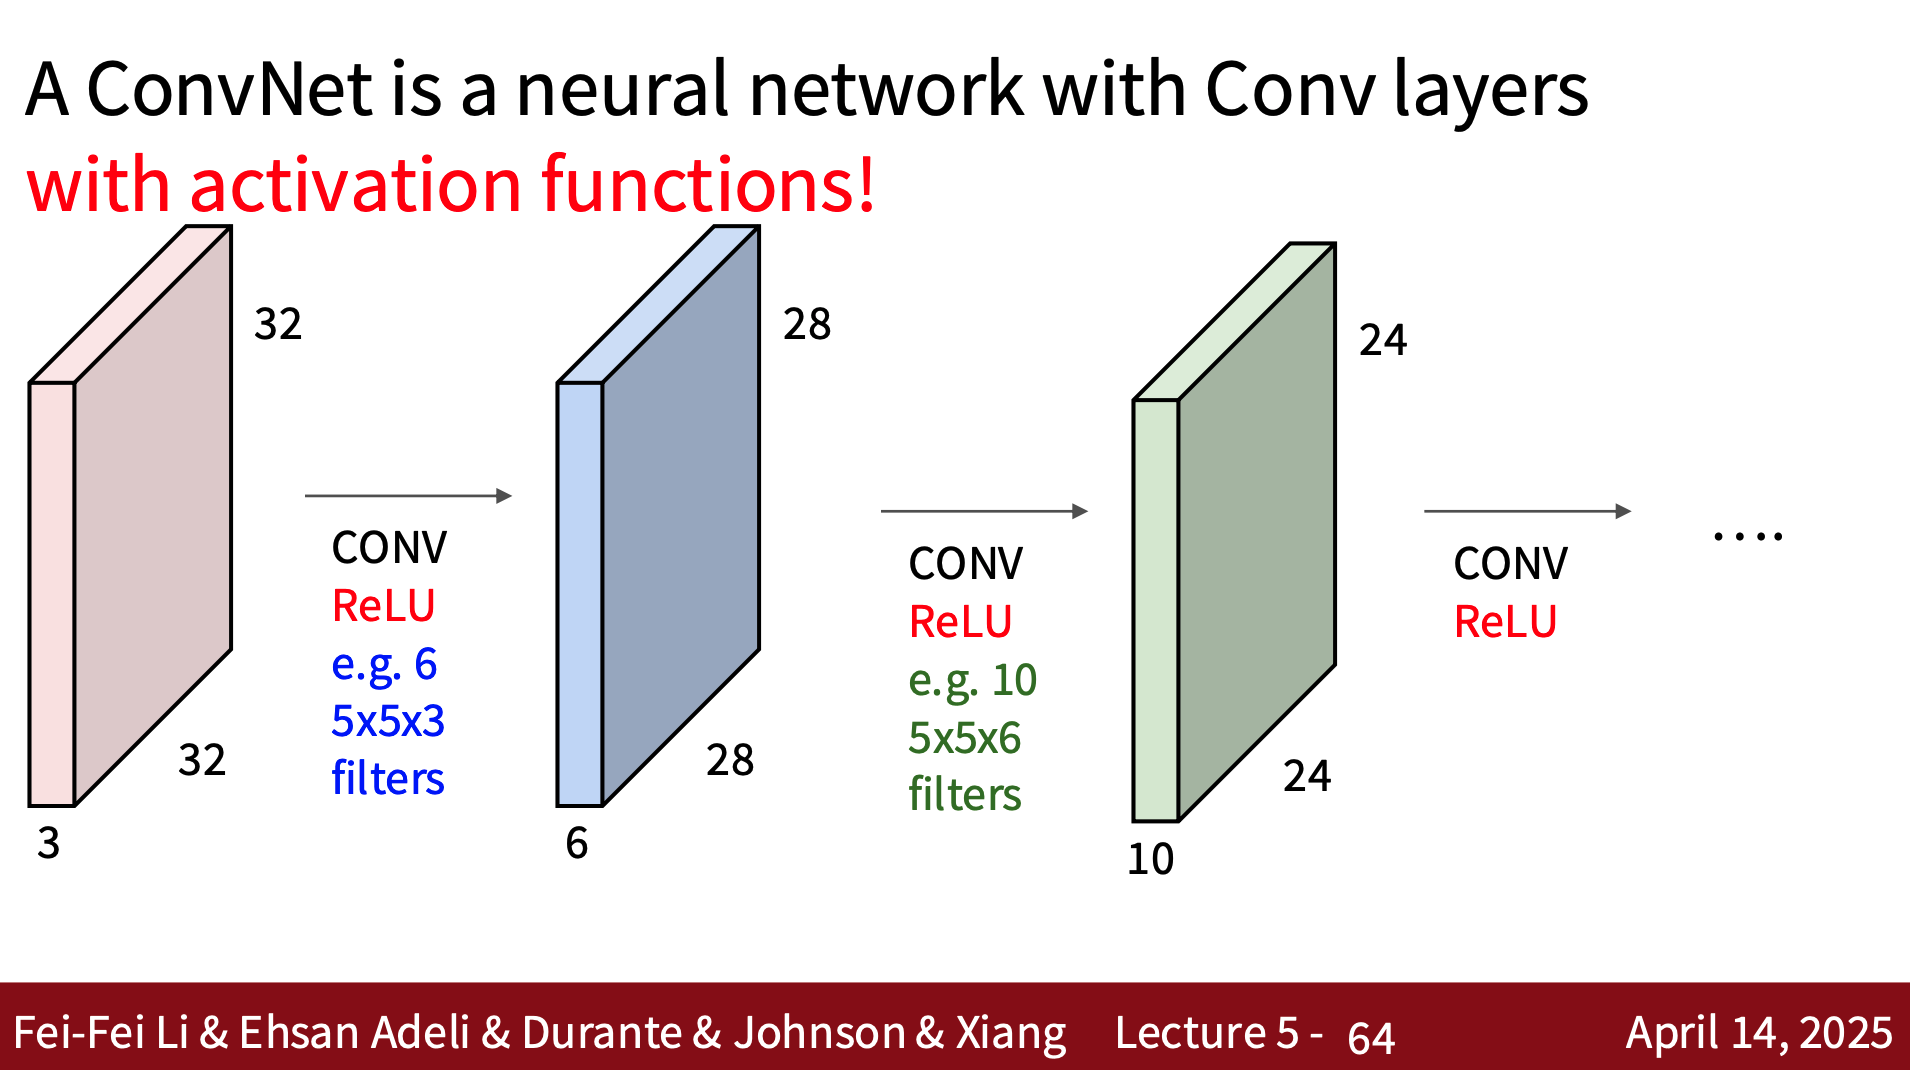 A ConvNet is a neural network with Conv layers
with activation functions!
32
32
3
CONV
ReLU
e.g. 6
5x5x3
filters
28
28
6
CONV
ReLU
e.g. 10
5x5x6
filters
24
24
10
CONV
ReLU
....
Fei-Fei Li & Ehsan Adeli & Durante & Johnson & Xiang Lecture 5 - 64 April 14, 2025